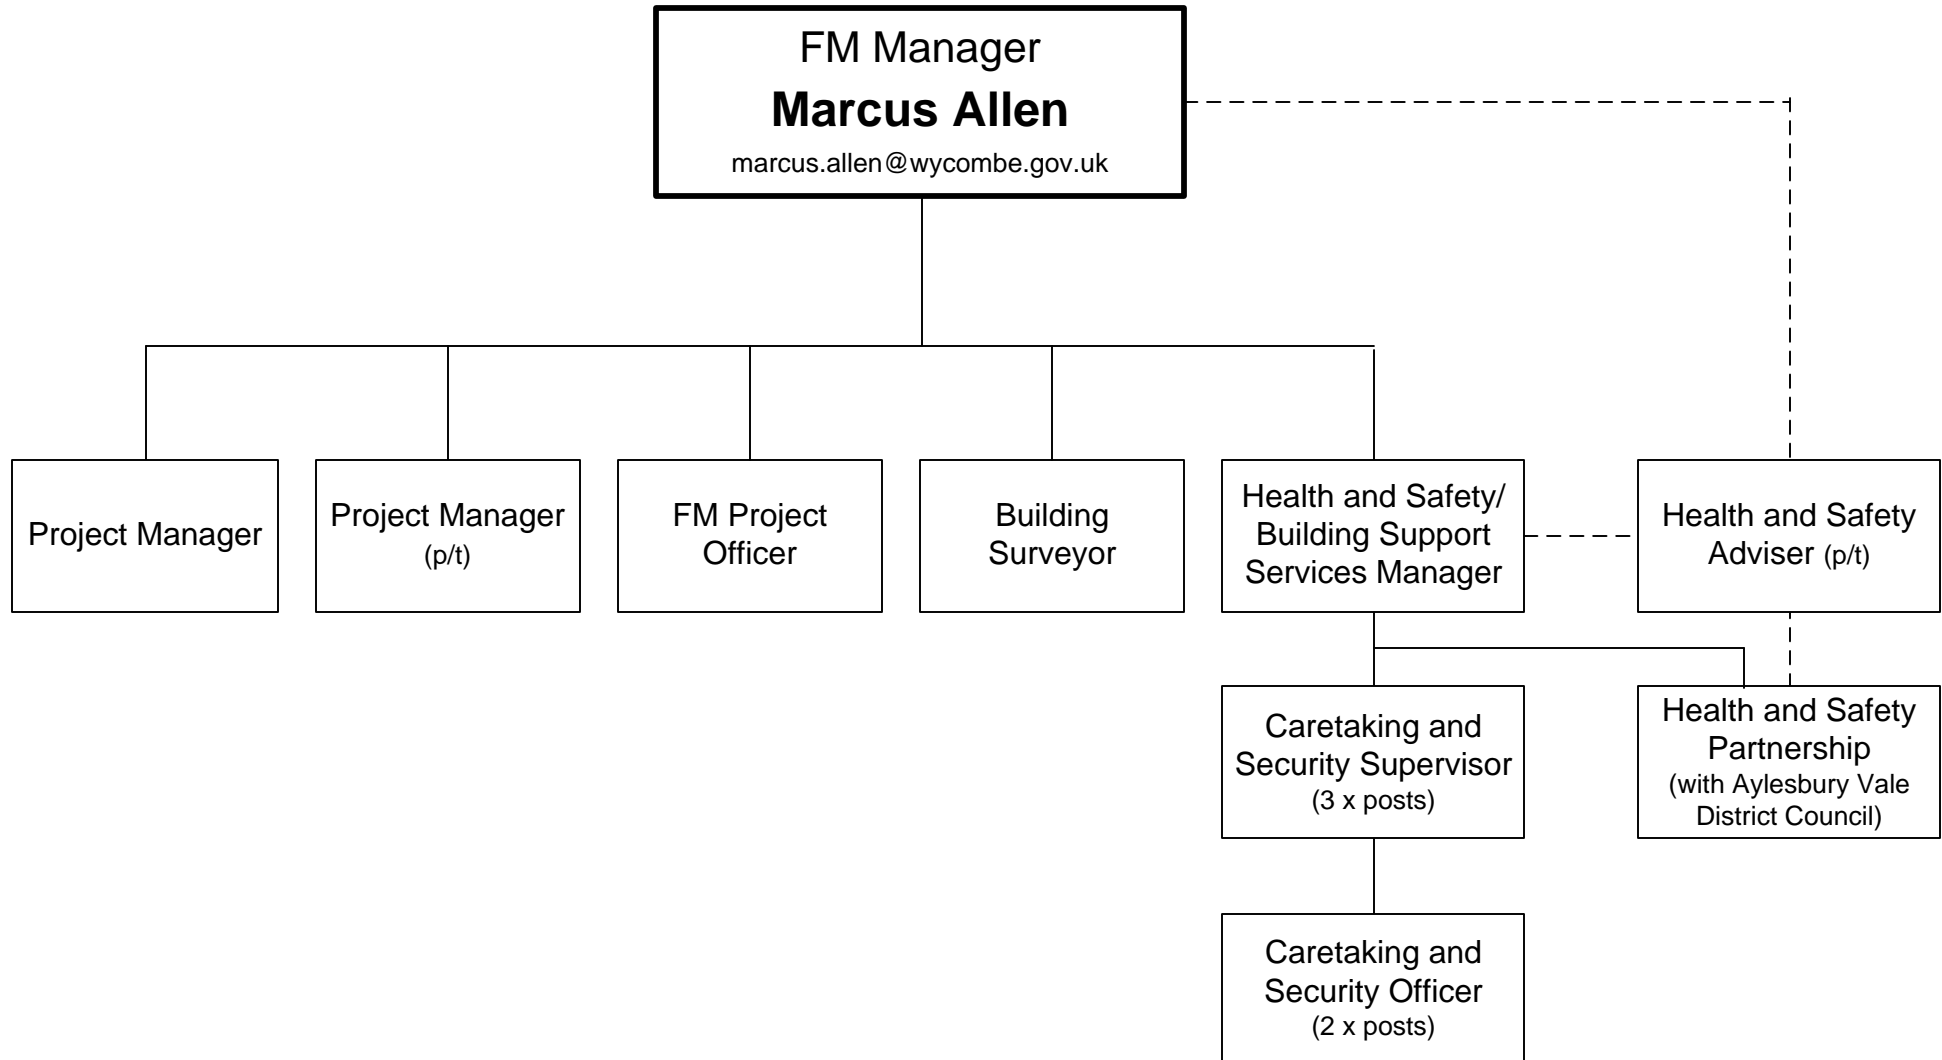 FM Manager
Marcus Allen
marcus.allen@wycombe.gov.uk
Project Manager
Project Manager
(p/t)
FM Project
Officer
Building
Surveyor
Health and Safety/
Building Support
Services Manager
Health and Safety
Adviser (p/t)
Caretaking and
Security Supervisor
(3 x posts)
Health and Safety
Partnership
(with Aylesbury Vale
District Council)
Caretaking and
Security Officer
(2 x posts)